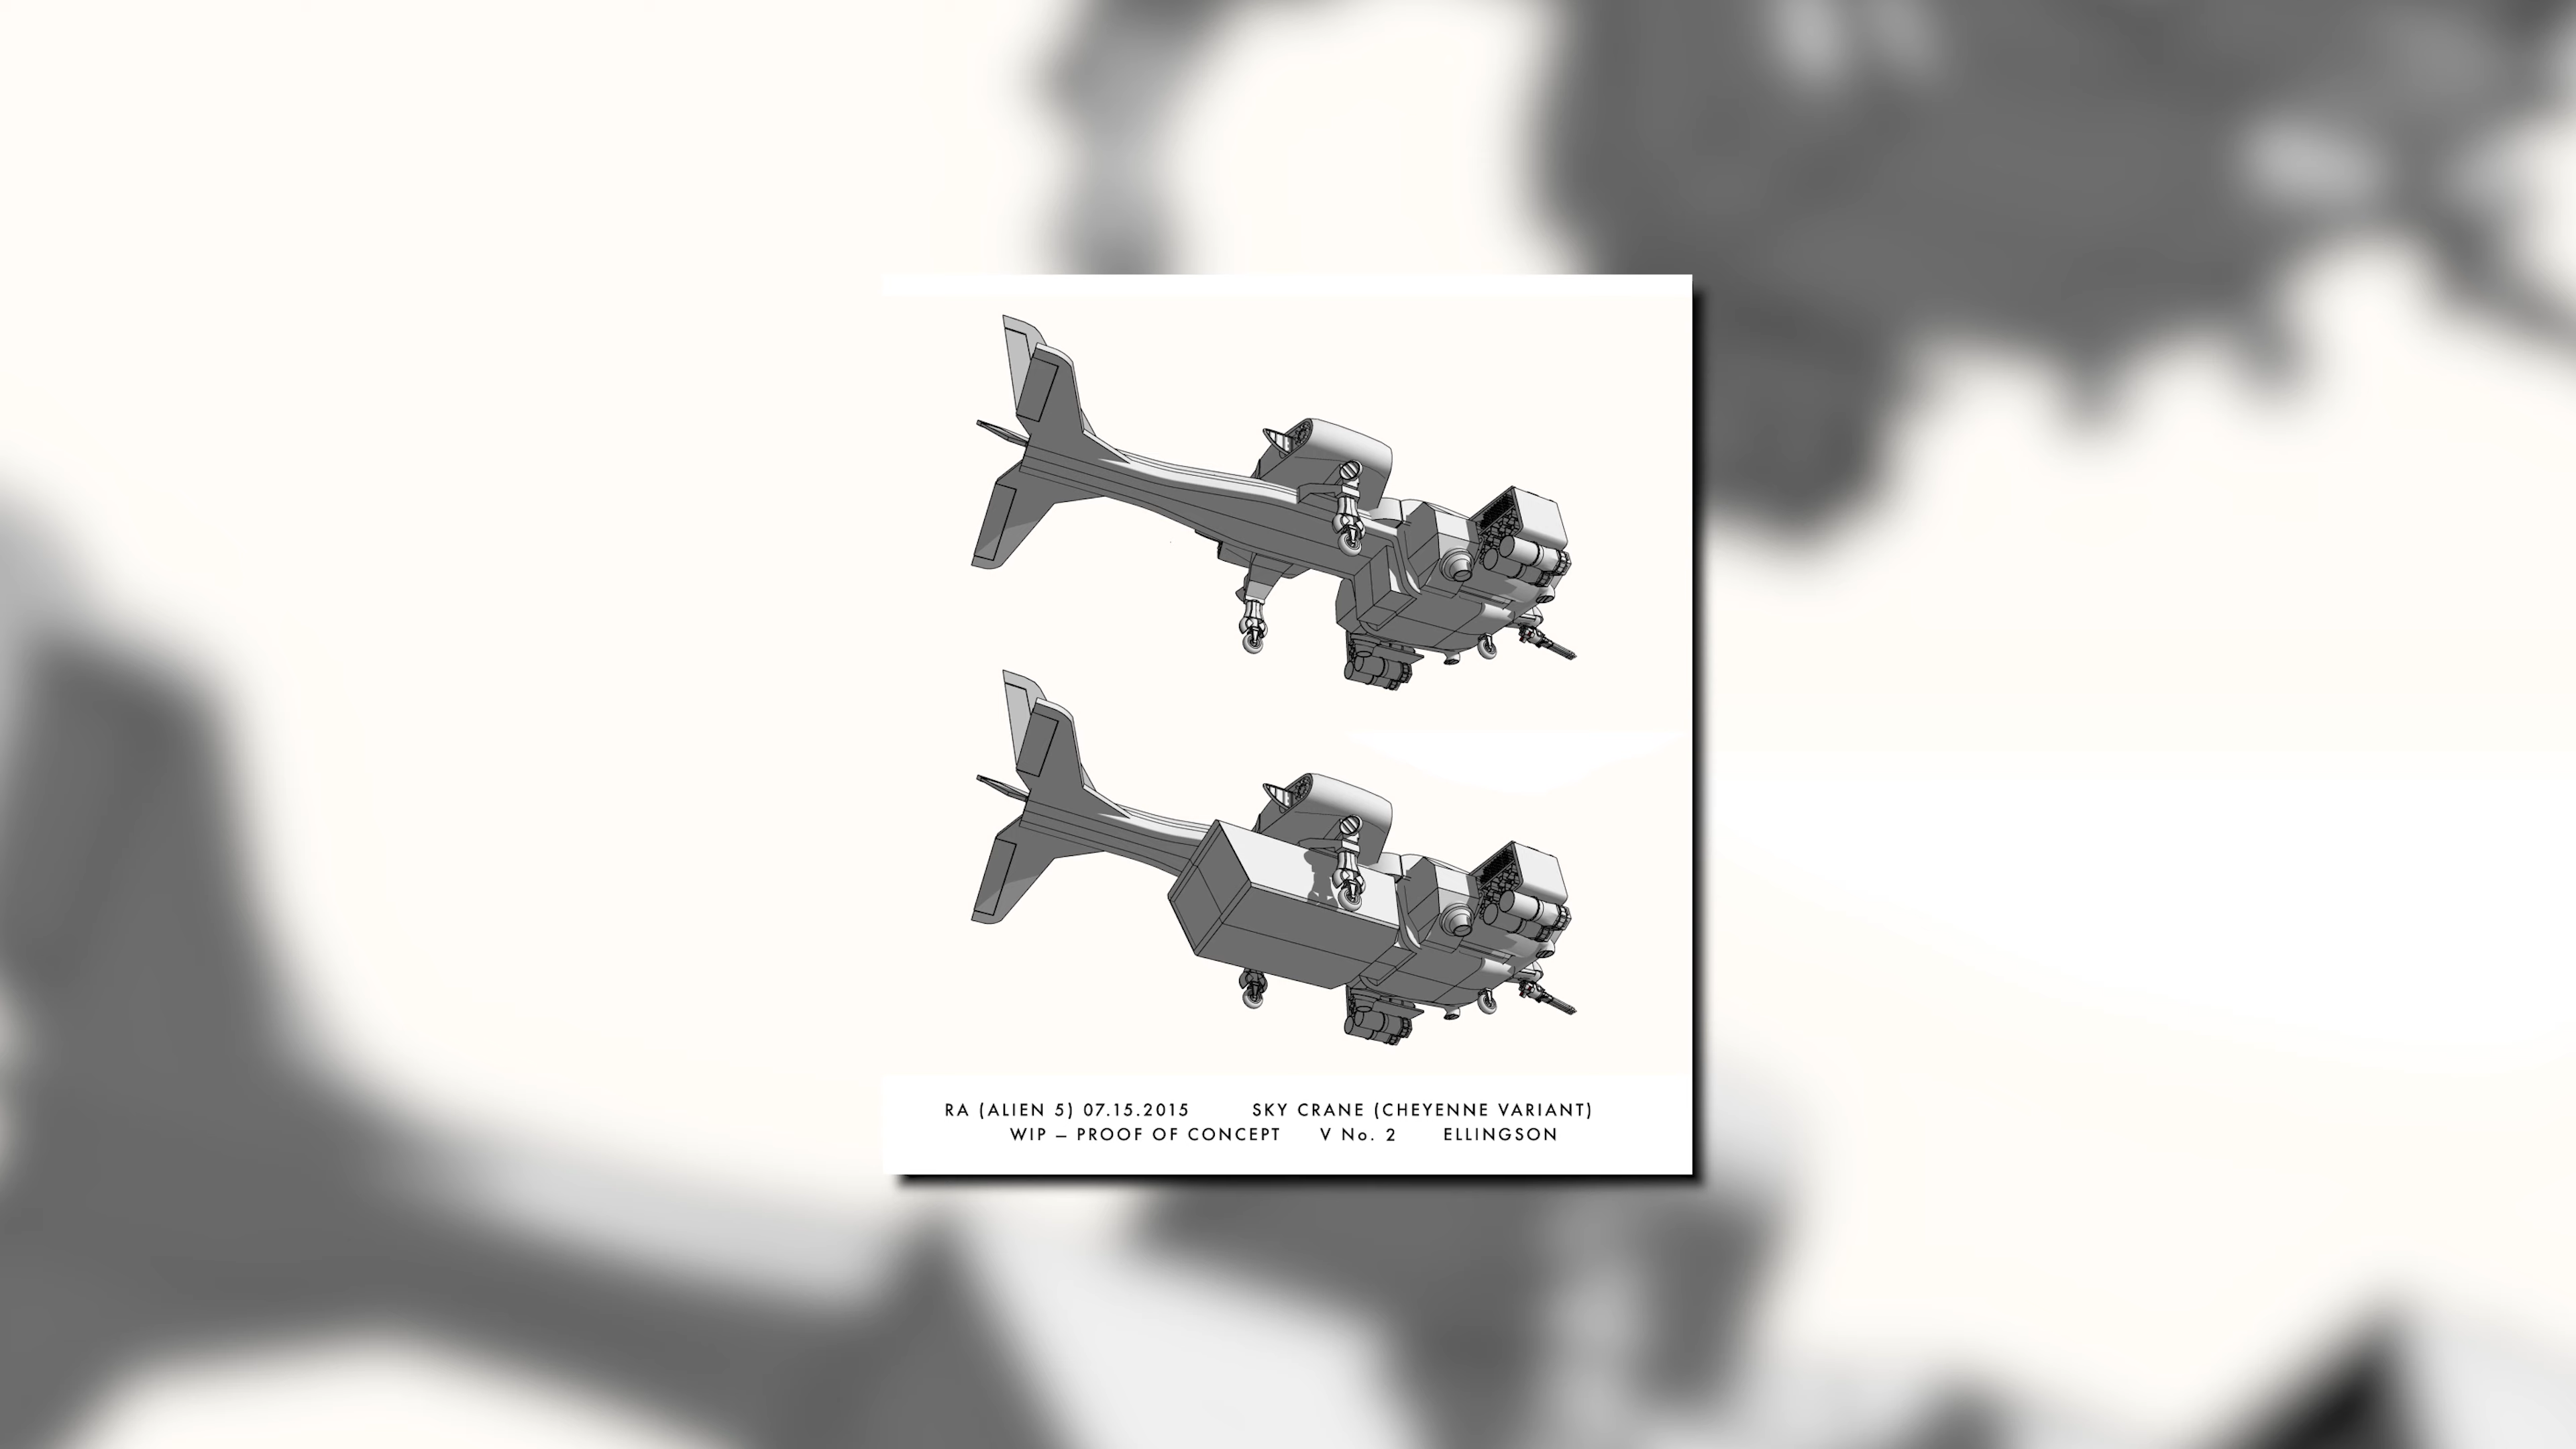 RA (ALIEN 5) 07.15.2015 SKY CRANE (CHEYENNE VARIANT)
WIP – PROOF OF CONCEPT V No. 2 ELLINGSON